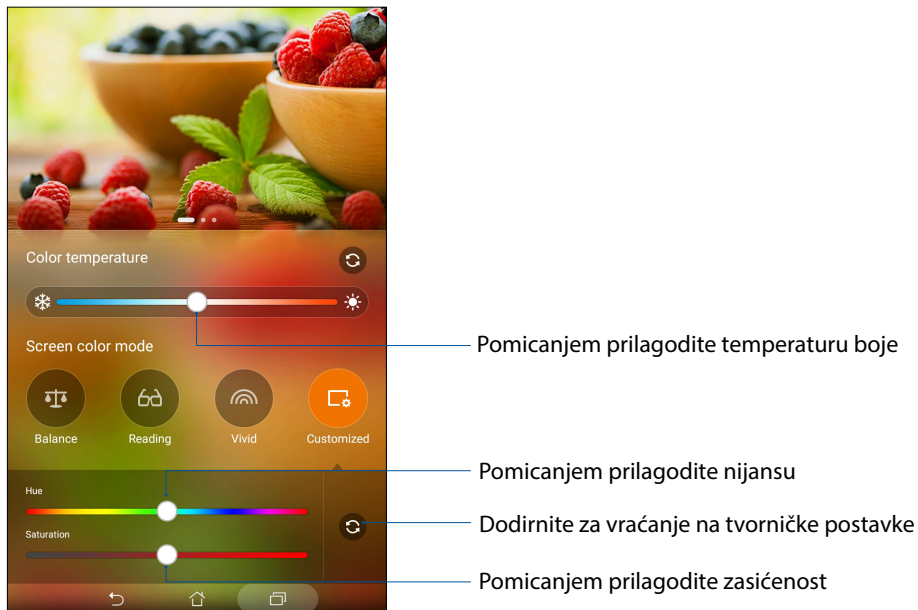 Color temperature
Pomicanjem prilagodite temperaturu boje
Screen color mode
Balance
Reading
Vivid
Customized
Pomicanjem prilagodite nijansu
Hue
Dodirnite za vraćanje na tvorničke postavke
Saturation
Pomicanjem prilagodite zasićenost